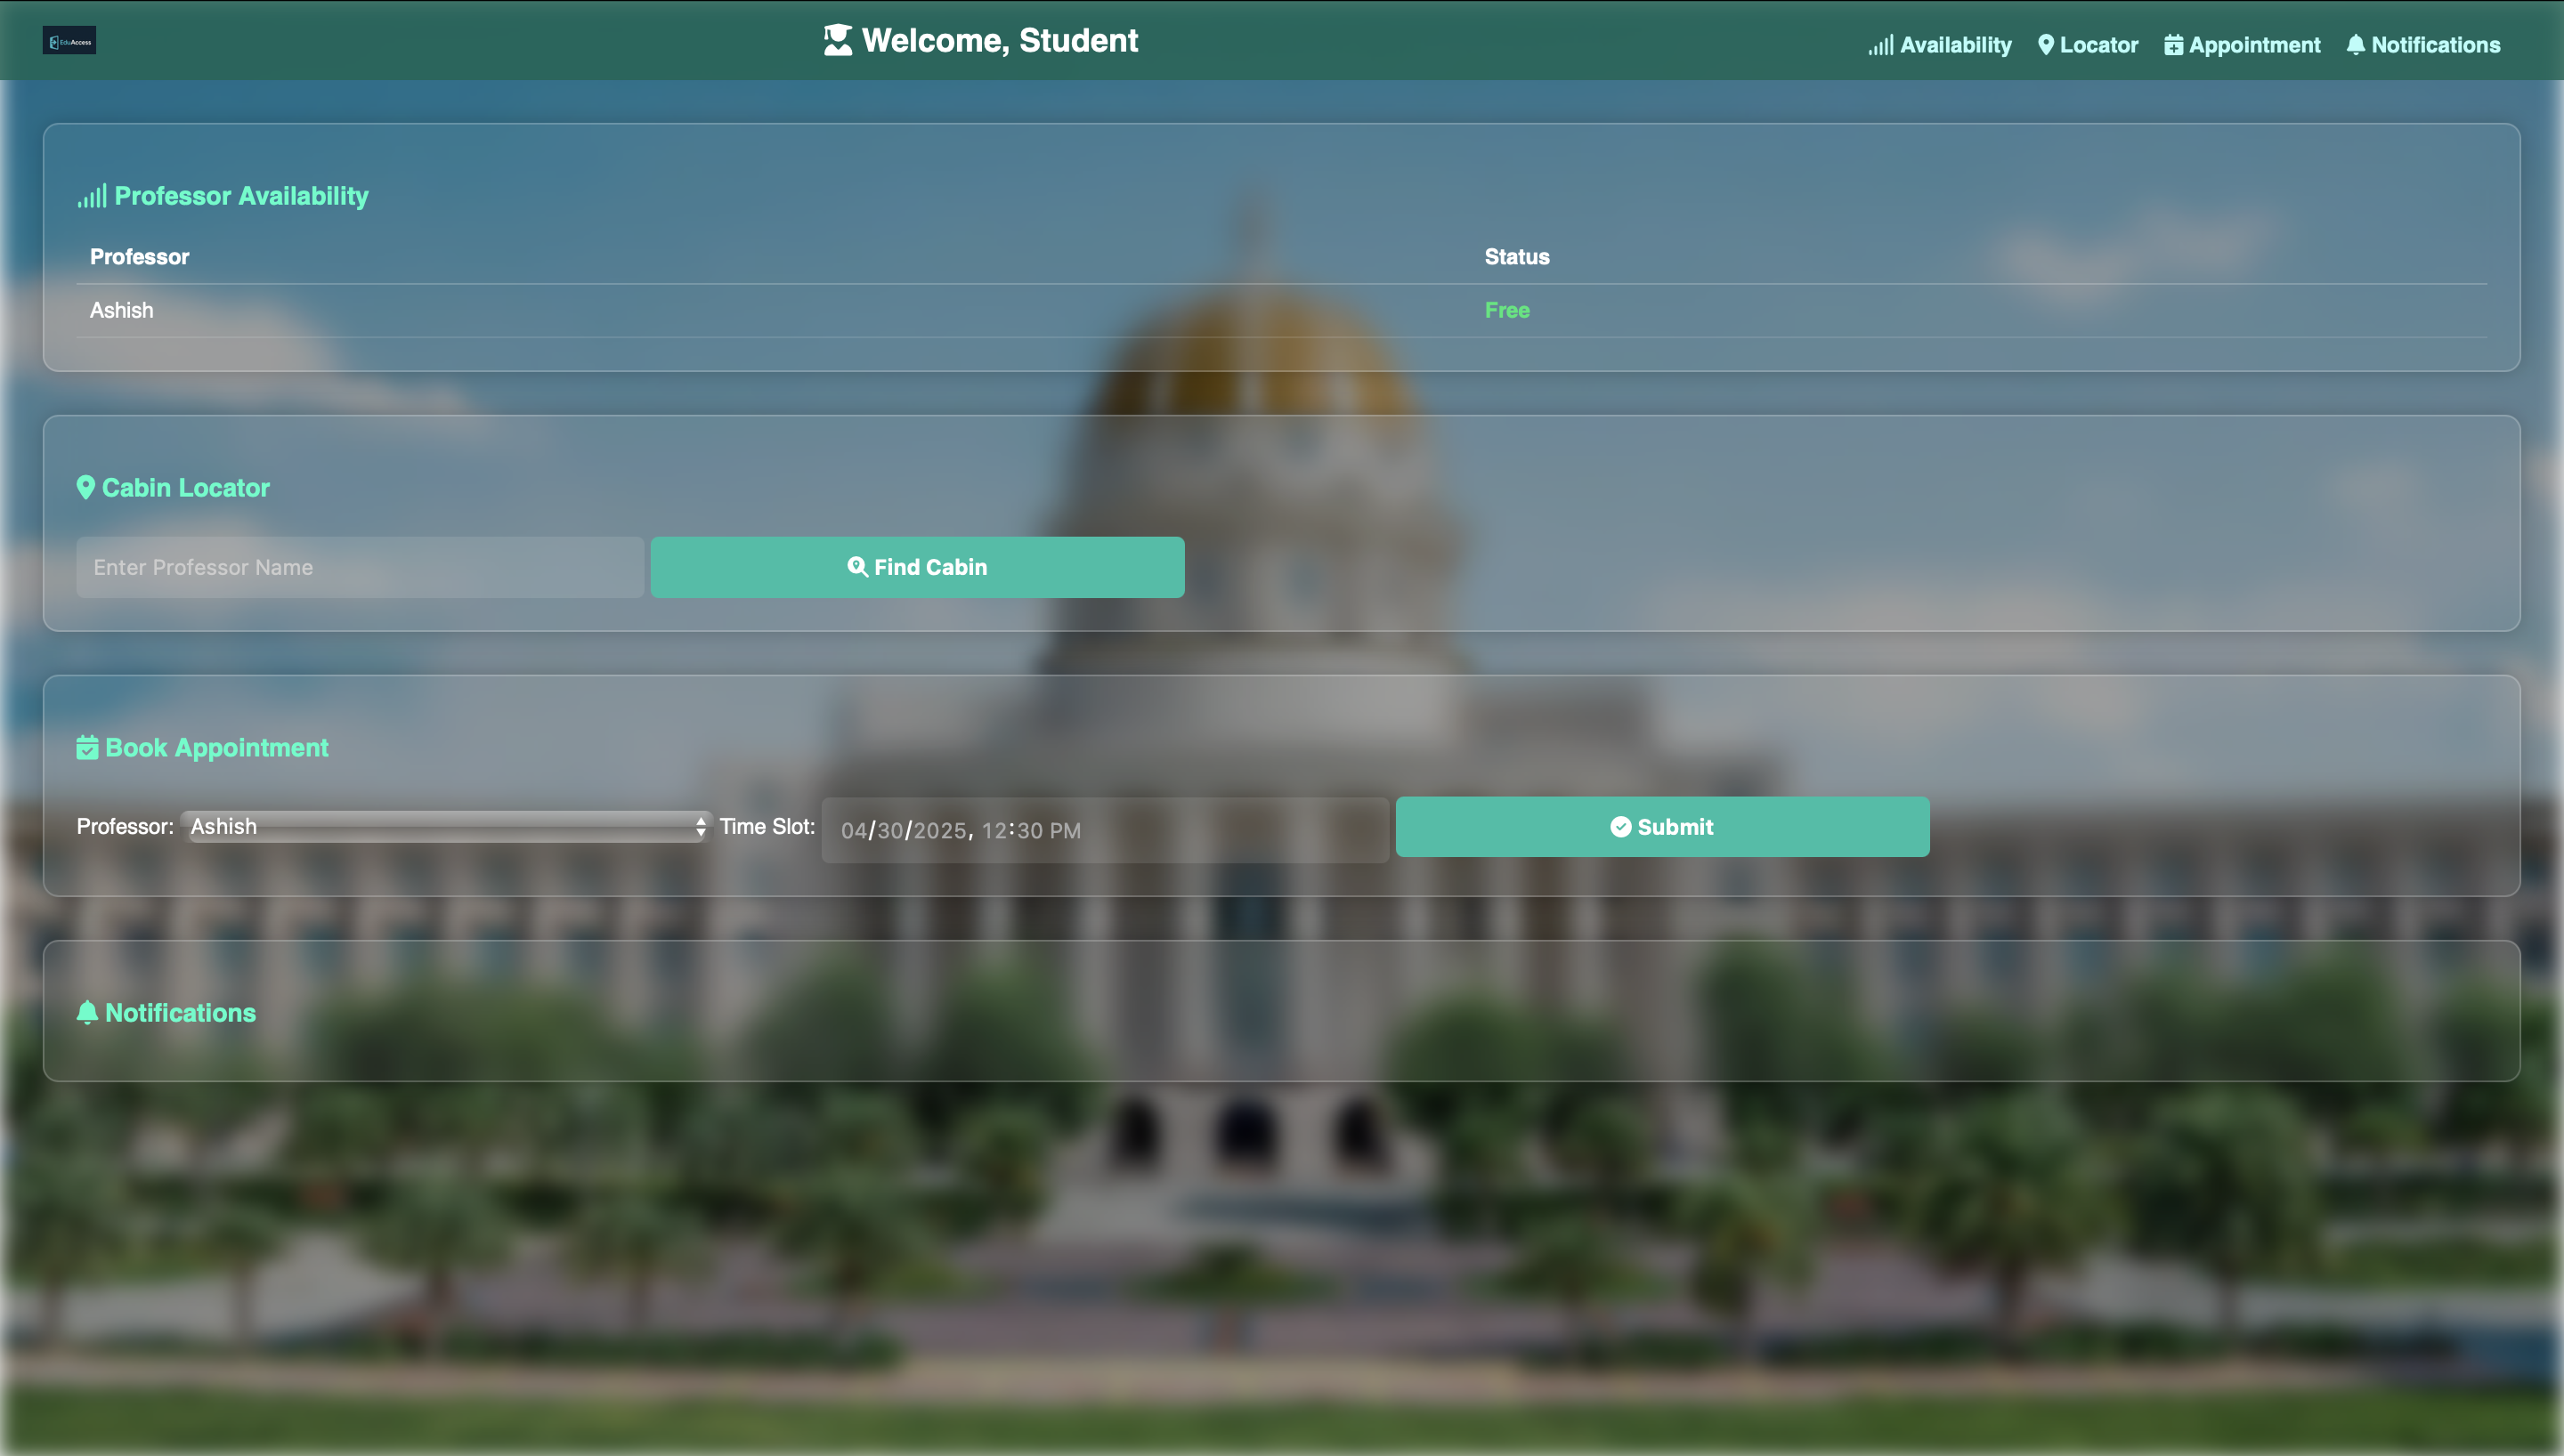 EduAccess
Welcome, Student
Availability Locator Appointment Notifications
Professor Availability
Professor Status
Ashish Free
Cabin Locator
Enter Professor Name Find Cabin
Book Appointment
Professor: Ashish Time Slot: 04/30/2025, 12:30 PM Submit
Notifications